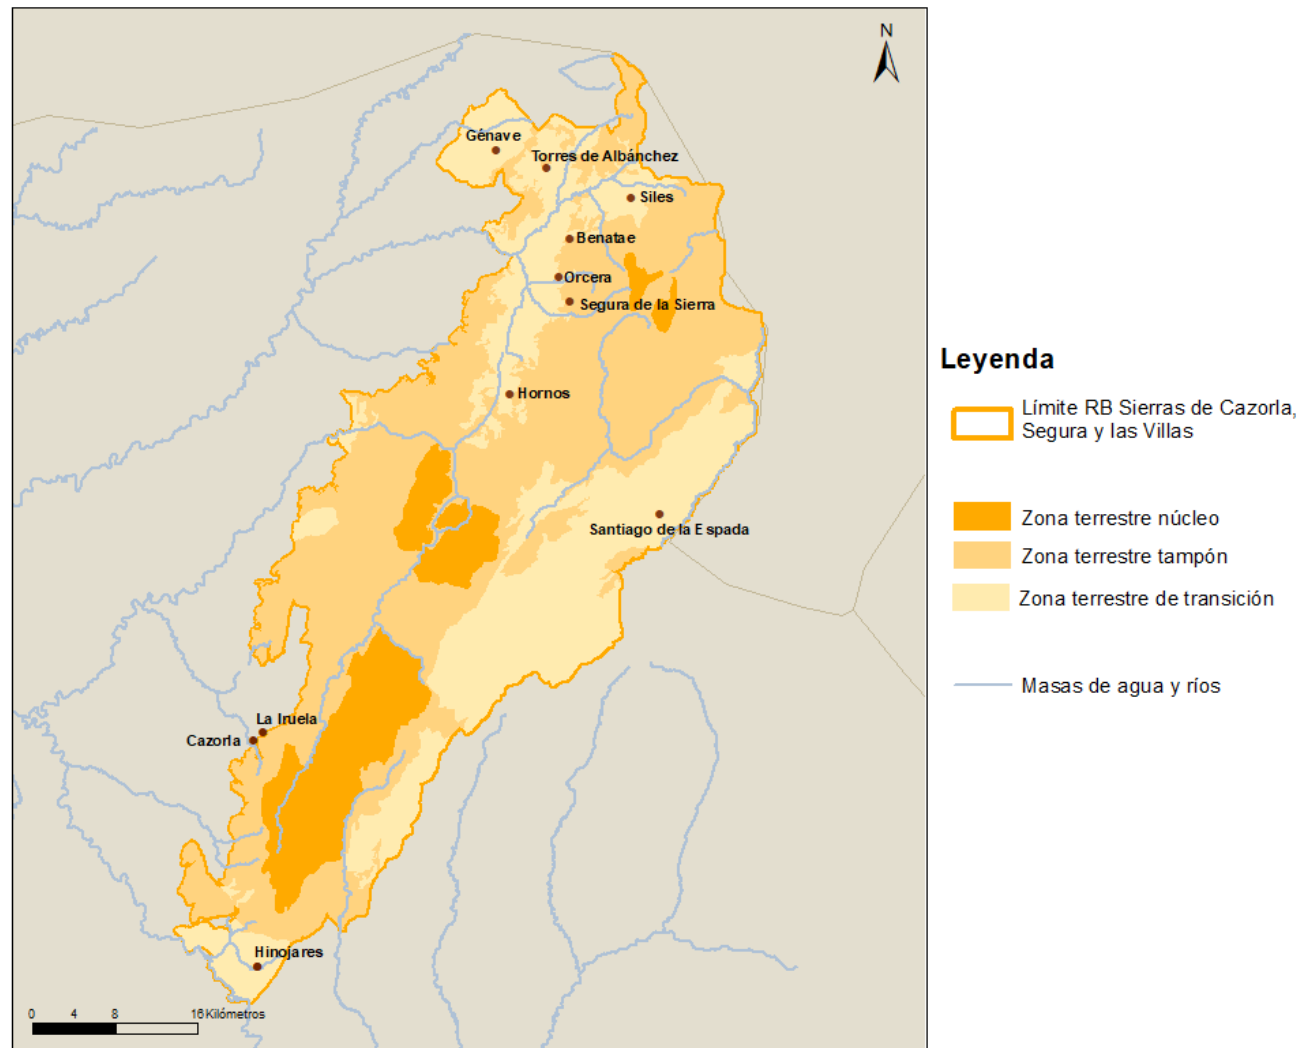 N
Génave
Torres de Albánchez
Siles
Benatae
Orcera
Segura de la Sierra
Hornos
Santiago de la Espada
La Iruela
Cazorla
Hinojares
0 4 8 16 Kilómetros
Leyenda
Límite RB Sierras de Cazorla,
Segura y las Villas
Zona terrestre núcleo
Zona terrestre tampón
Zona terrestre de transición
Masas de agua y ríos